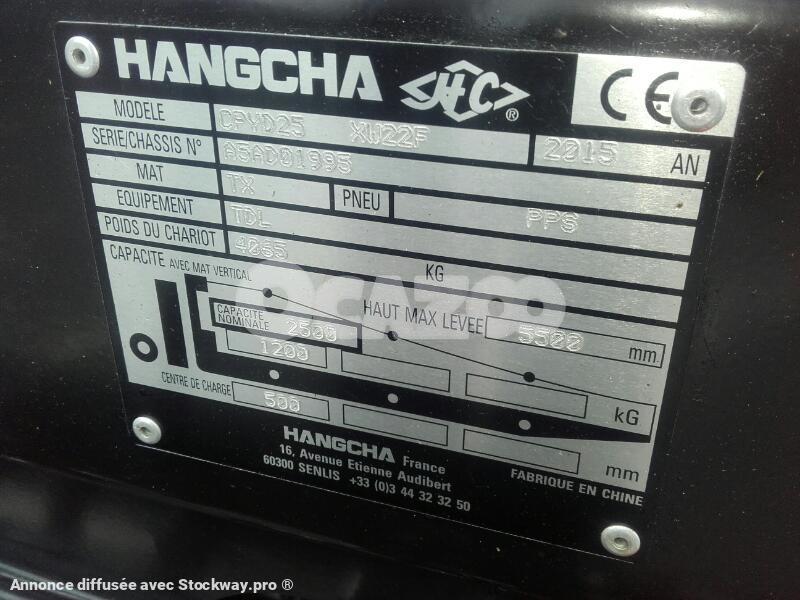 HANGCHA HC ® CE
MODELE CPYD25 XW22F 2015 AN
SERIE/CHASSIS N° A5AD01995
MAT TX PNEU PPS
EQUIPEMENT TDL
POIDS DU CHARIOT 4065 KG
CAPACITE AVEC MAT VERTICAL
OCAZOO
HAUT MAX LEVEE 5500 mm
CAPACITE
NOMINALE 2500
1200 kG
CENTRE DE CHARGE 500 mm
HANGCHA France
16, Avenue Etienne Audibert
60300 SENLIS +33 (0)3 44 32 32 50
FABRIQUE EN CHINE
Annonce diffusée avec Stockway.pro ®